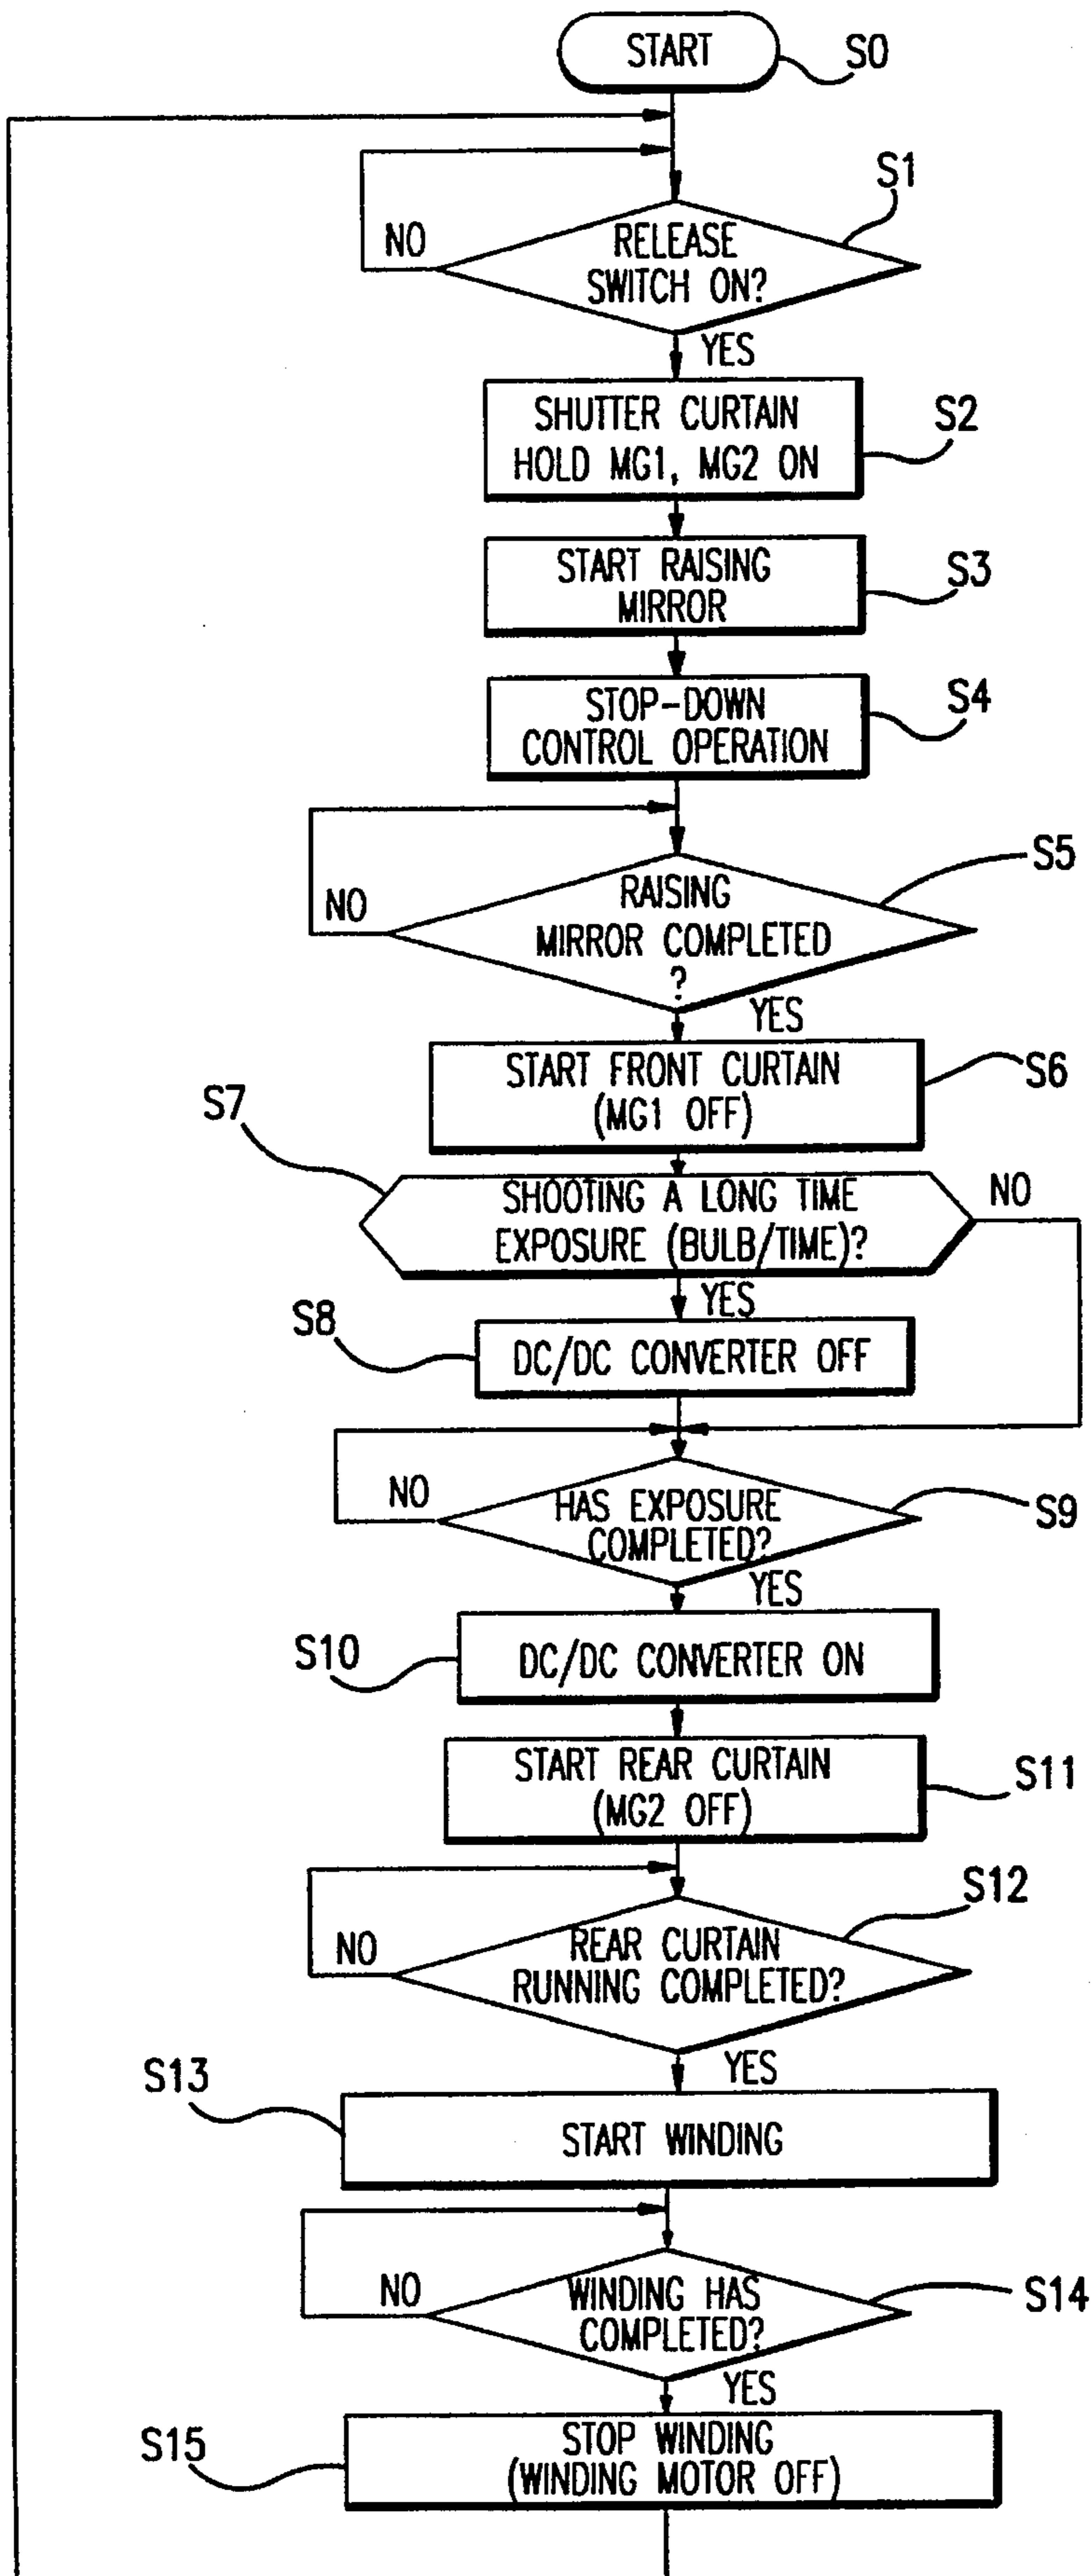 START
S0
S1
NO
RELEASE
SWITCH ON?
YES
SHUTTER CURTAIN
HOLD MG1, MG2 ON
S2
START RAISING
MIRROR
S3
STOP-DOWN
CONTROL OPERATION
S4
S5
NO
RAISING
MIRROR COMPLETED
?
YES
START FRONT CURTAIN
(MG1 OFF)
S6
S7
SHOOTING A LONG TIME
EXPOSURE (BULB/TIME)?
NO
YES
S8
DC/DC CONVERTER OFF
NO
HAS EXPOSURE
COMPLETED?
S9
YES
S10
DC/DC CONVERTER ON
START REAR CURTAIN
(MG2 OFF)
S11
S12
NO
REAR CURTAIN
RUNNING COMPLETED?
YES
S13
START WINDING
NO
WINDING HAS
COMPLETED?
S14
YES
S15
STOP WINDING
(WINDING MOTOR OFF)